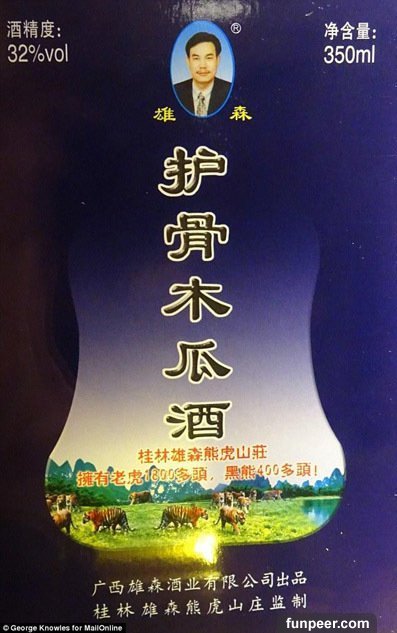 酒精度:
32%vol
净含量:
350ml
®
雄 森
护骨木瓜酒
桂林雄森熊虎山莊
擁有老虎1300多頭，黑熊400多頭！
广西雄森酒业有限公司出品
桂林雄森熊虎山庄监制
© George Knowles for MailOnline
funpeer.com